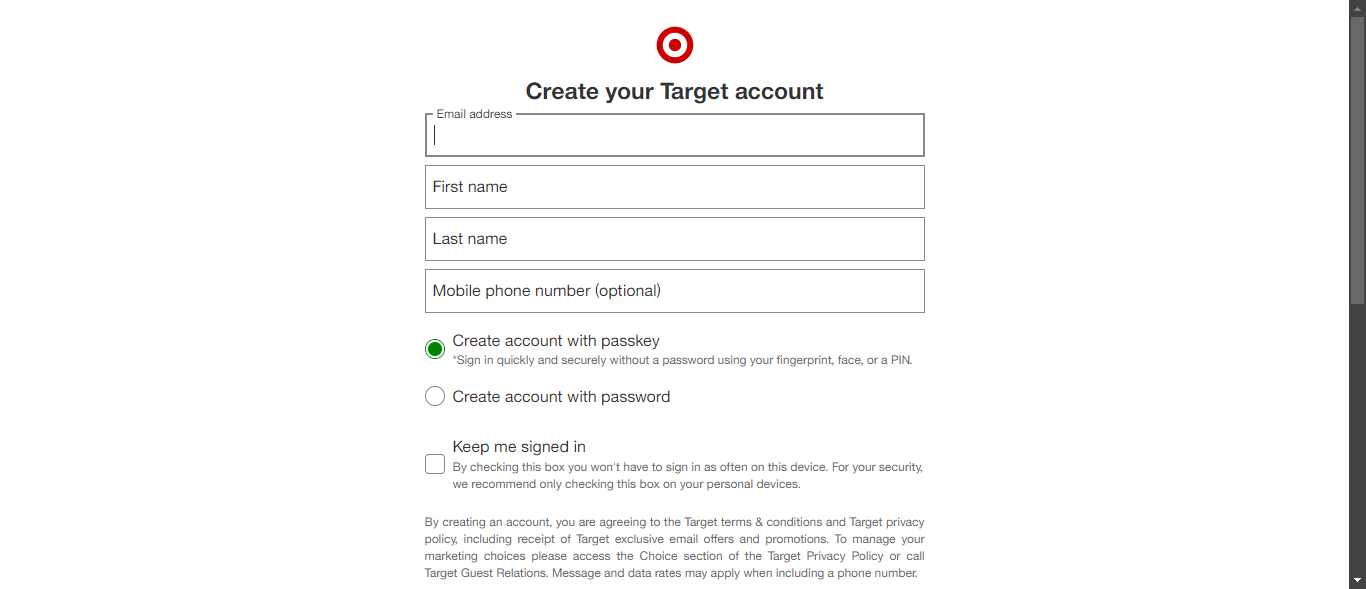 Create your Target account
Email address
First name
Last name
Mobile phone number (optional)
Create account with passkey
*Sign in quickly and securely without a password using your fingerprint, face, or a PIN.
Create account with password
Keep me signed in
By checking this box you won't have to sign in as often on this device. For your security,
we recommend only checking this box on your personal devices.
By creating an account, you are agreeing to the Target terms & conditions and Target privacy
policy, including receipt of Target exclusive email offers and promotions. To manage your
marketing choices please access the Choice section of the Target Privacy Policy or call
Target Guest Relations. Message and data rates may apply when including a phone number.